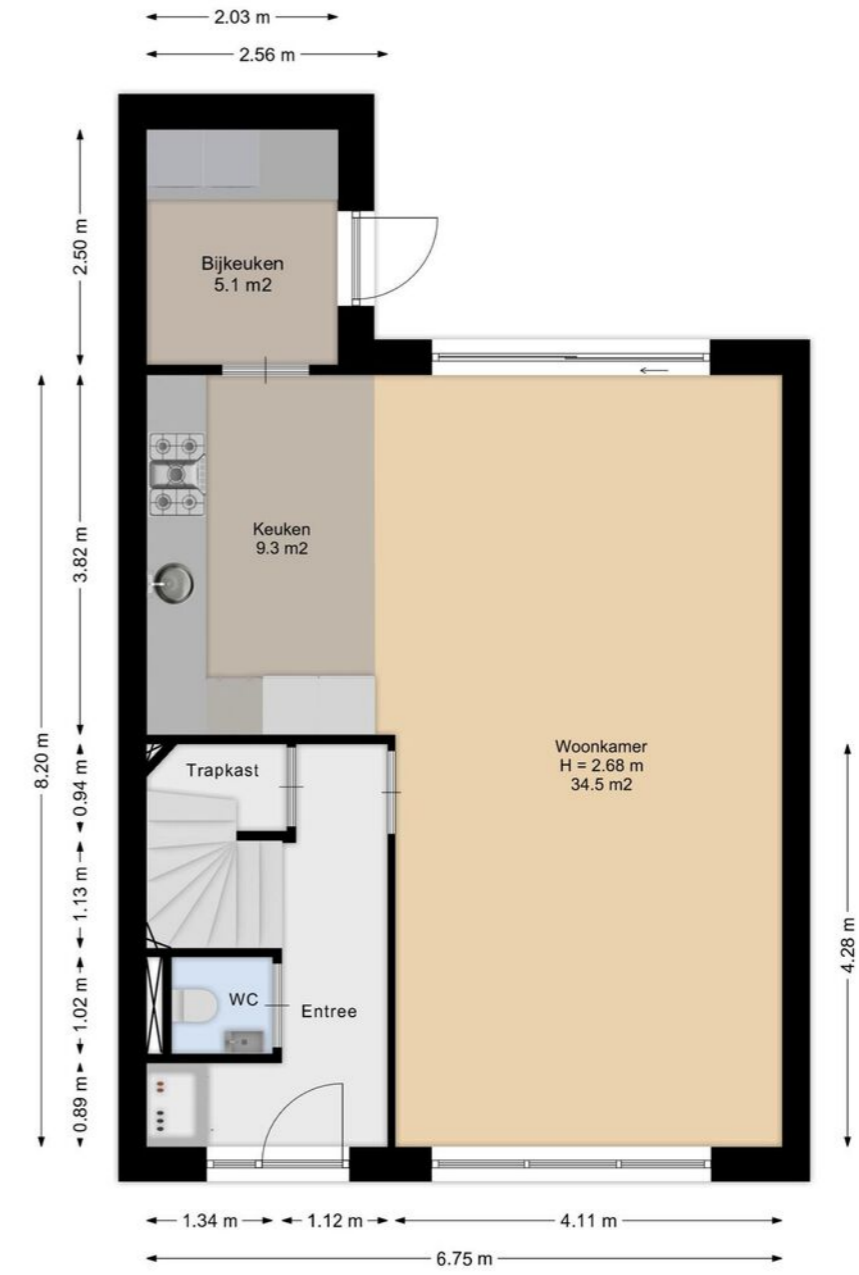 2.03 m
2.56 m
2.50 m
Bijkeuken
5.1 m2
3.82 m
Keuken
9.3 m2
8.20 m
Woonkamer
H = 2.68 m
34.5 m2
Trapkast
0.94 m
1.13 m
4.28 m
WC
1.02 m
Entree
0.89 m
1.34 m
1.12 m
4.11 m
6.75 m